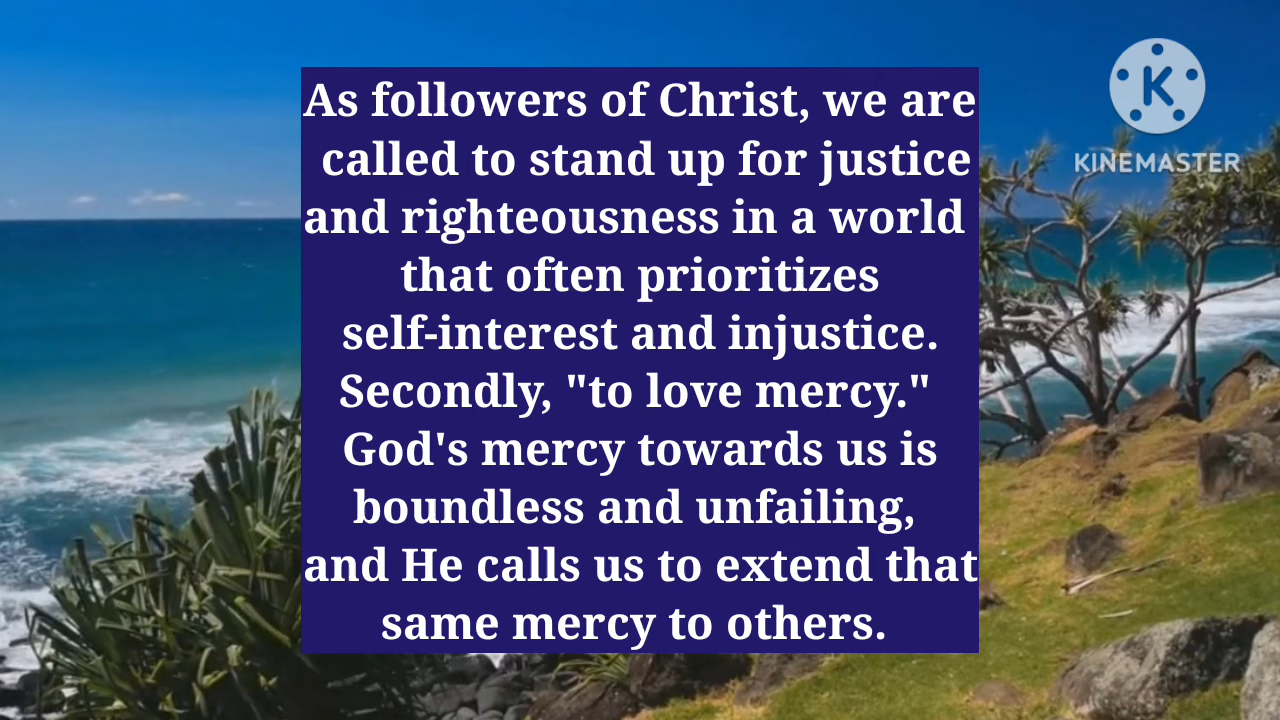 As followers of Christ, we are
called to stand up for justice
and righteousness in a world
that often prioritizes
self-interest and injustice.
Secondly, "to love mercy."
God's mercy towards us is
boundless and unfailing,
and He calls us to extend that
same mercy to others.
K
KINEMASTER